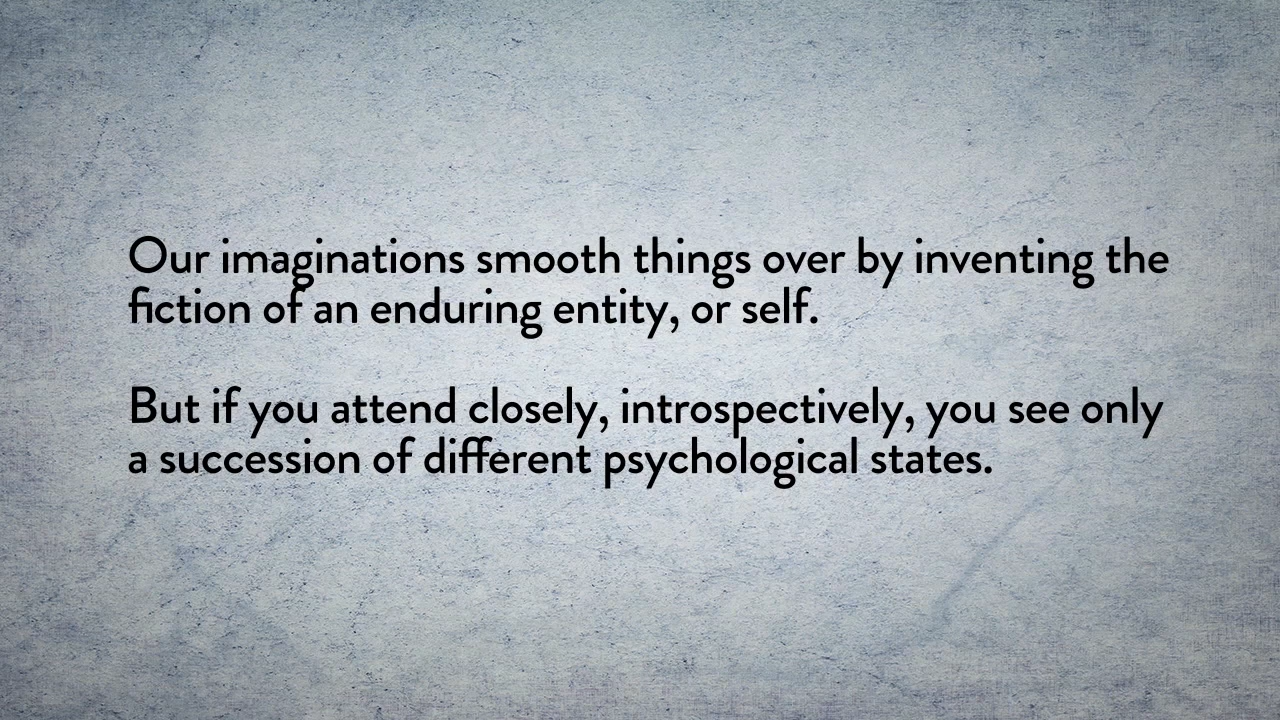 Our imaginations smooth things over by inventing the
fiction of an enduring entity, or self.
But if you attend closely, introspectively, you see only
a succession of different psychological states.